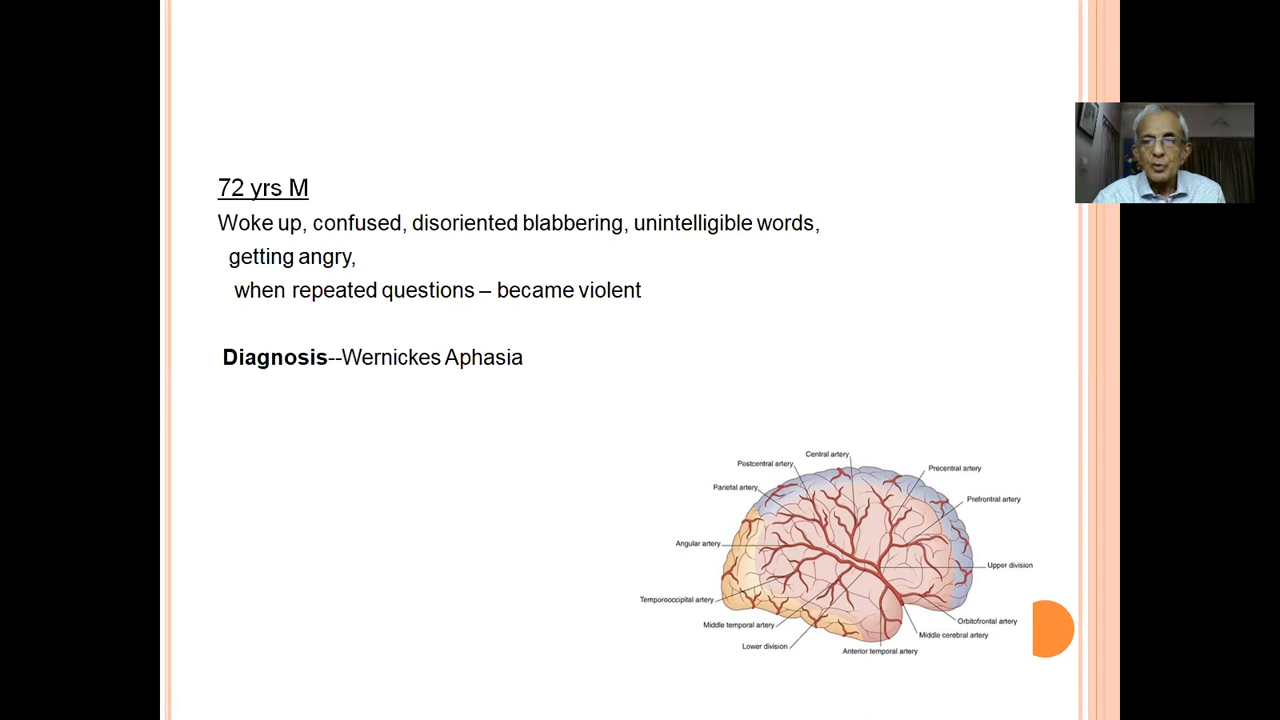 72 yrs M
Woke up, confused, disoriented blabbering, unintelligible words,
getting angry,
when repeated questions – became violent
Diagnosis--Wernickes Aphasia
Central artery
Postcentral artery
Precentral artery
Parietal artery
Prefrontal artery
Angular artery
Upper division
Temporooccipital artery
Orbitofrontal artery
Middle temporal artery
Middle cerebral artery
Lower division
Anterior temporal artery